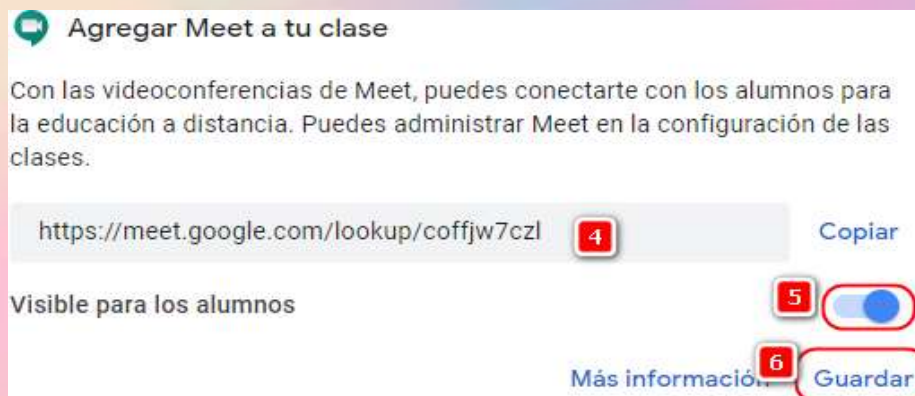 Agregar Meet a tu clase
Con las videoconferencias de Meet, puedes conectarte con los alumnos para
la educación a distancia. Puedes administrar Meet en la configuración de las
clases.
https://meet.google.com/lookup/coffjw7czl 4 Copiar
Visible para los alumnos 5
Más información 6 Guardar